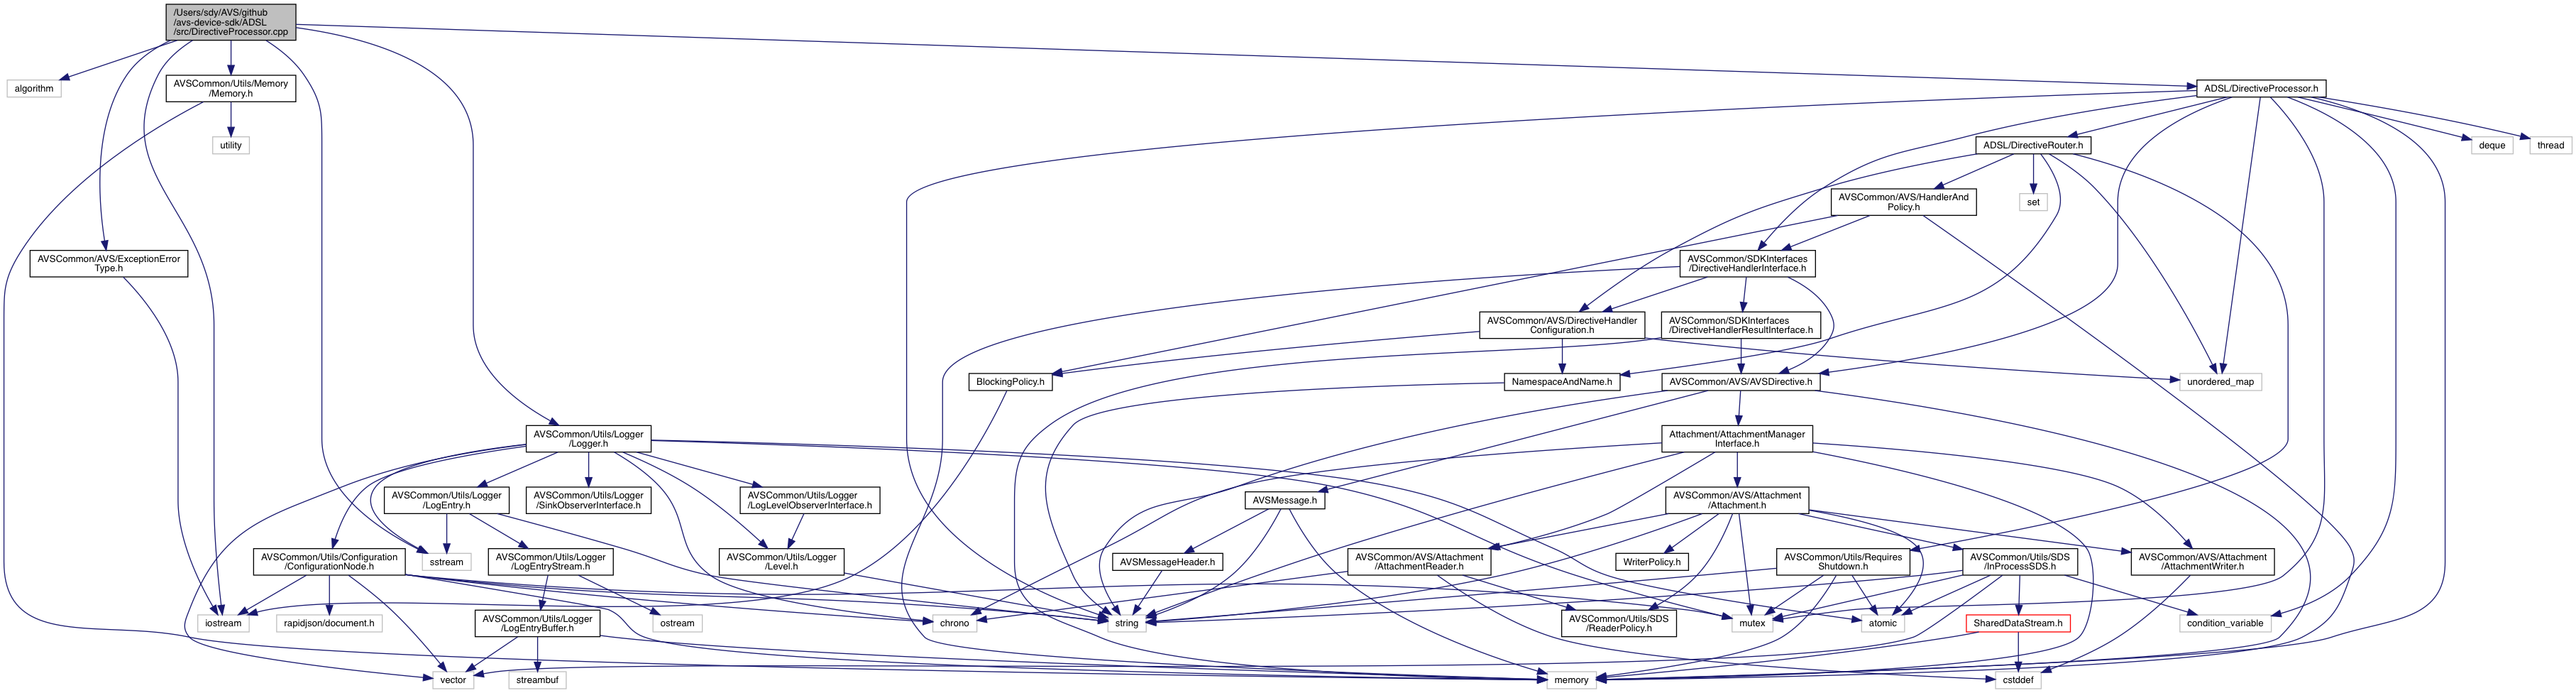 /Users/sdy/AVS/github
/avs-device-sdk/ADSL
/src/DirectiveProcessor.cpp
algorithm
AVSCommon/Utils/Memory
/Memory.h
ADSL/DirectiveProcessor.h
utility
ADSL/DirectiveRouter.h
deque
thread
AVSCommon/AVS/HandlerAnd
Policy.h
set
AVSCommon/AVS/ExceptionError
Type.h
AVSCommon/SDKInterfaces
/DirectiveHandlerInterface.h
AVSCommon/AVS/DirectiveHandler
Configuration.h
AVSCommon/SDKInterfaces
/DirectiveHandlerResultInterface.h
BlockingPolicy.h
NamespaceAndName.h
AVSCommon/AVS/AVSDirective.h
unordered_map
AVSCommon/Utils/Logger
/Logger.h
Attachment/AttachmentManager
Interface.h
AVSCommon/Utils/Logger
/LogEntry.h
AVSCommon/Utils/Logger
/SinkObserverInterface.h
AVSCommon/Utils/Logger
/LogLevelObserverInterface.h
AVSMessage.h
AVSCommon/AVS/Attachment
/Attachment.h
AVSCommon/Utils/Configuration
/ConfigurationNode.h
sstream
AVSCommon/Utils/Logger
/LogEntryStream.h
AVSCommon/Utils/Logger
/Level.h
AVSMessageHeader.h
AVSCommon/AVS/Attachment
/AttachmentReader.h
WriterPolicy.h
AVSCommon/Utils/Requires
Shutdown.h
AVSCommon/Utils/SDS
/InProcessSDS.h
AVSCommon/AVS/Attachment
/AttachmentWriter.h
iostream
rapidjson/document.h
AVSCommon/Utils/Logger
/LogEntryBuffer.h
ostream
chrono
string
AVSCommon/Utils/SDS
/ReaderPolicy.h
mutex
atomic
SharedDataStream.h
condition_variable
vector
streambuf
memory
cstddef